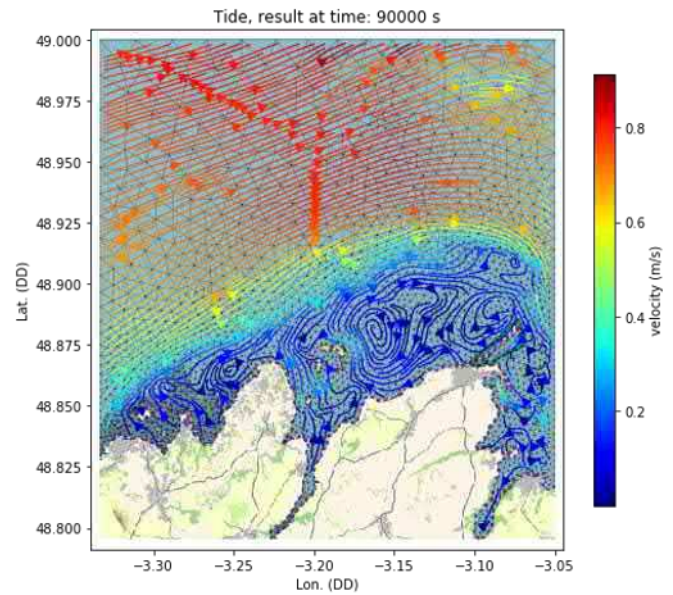 Tide, result at time: 90000 s
49.000
48.975
48.950
48.925
48.900
48.875
48.850
48.825
48.800
Lat. (DD)
−3.30 −3.25 −3.20 −3.15 −3.10 −3.05
Lon. (DD)
0.8
0.6
0.4
0.2
velocity (m/s)